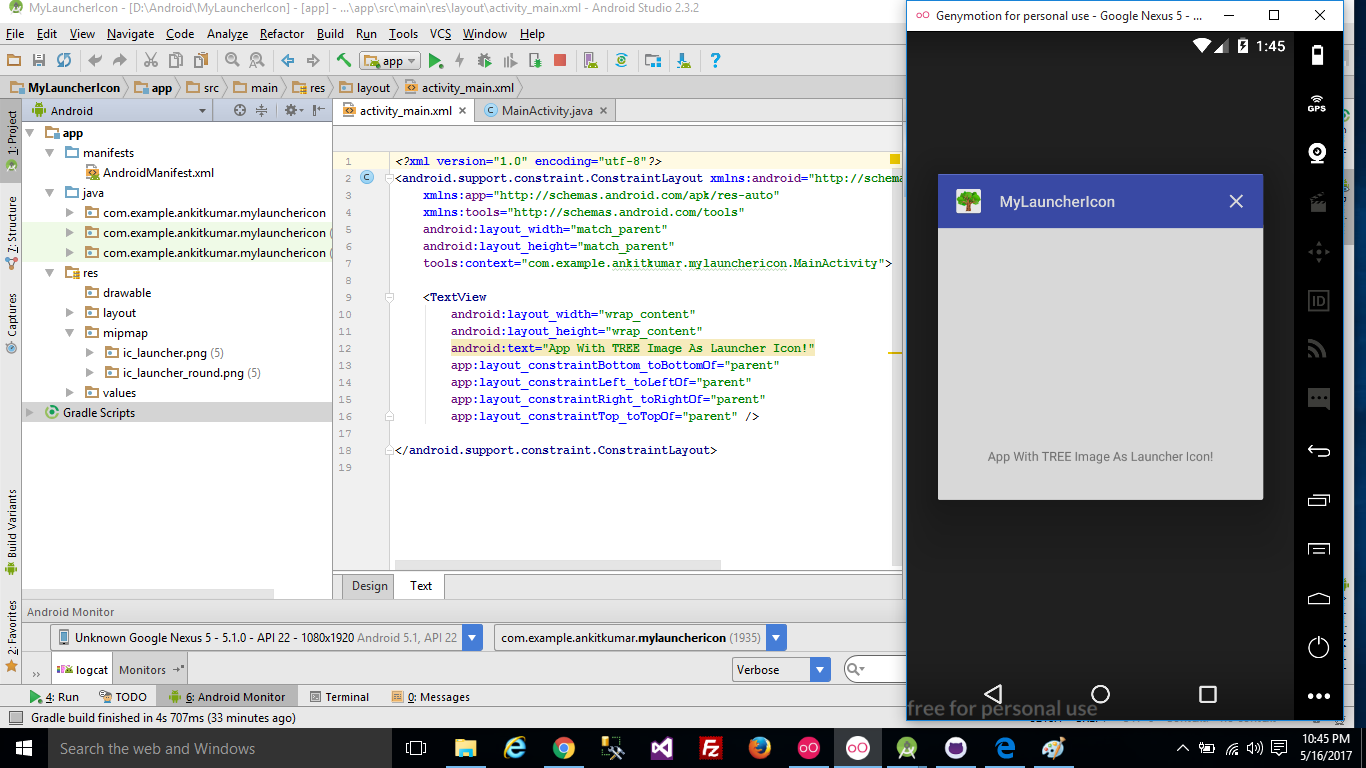 MyLauncherIcon - [D:\Android\MyLauncherIcon] - [app] - ...\app\src\main\res\layout\activity_main.xml - Android Studio 2.3.2
File Edit View Navigate Code Analyze Refactor Build Run Tools VCS Window Help
app
MyLauncherIcon app src main res layout activity_main.xml
1: Project
7: Structure
Captures
Build Variants
2: Favorites
Android
app
manifests
AndroidManifest.xml
java
com.example.ankitkumar.mylaunchericon
com.example.ankitkumar.mylaunchericon (
com.example.ankitkumar.mylaunchericon (
res
drawable
layout
mipmap
ic_launcher.png (5)
ic_launcher_round.png (5)
values
Gradle Scripts
activity_main.xml MainActivity.java
1 <?xml version="1.0" encoding="utf-8"?>
2 <android.support.constraint.ConstraintLayout xmlns:android="http://schema
3 xmlns:app="http://schemas.android.com/apk/res-auto"
4 xmlns:tools="http://schemas.android.com/tools"
5 android:layout_width="match_parent"
6 android:layout_height="match_parent"
7 tools:context="com.example.ankitkumar.mylaunchericon.MainActivity">
8
9 <TextView
10 android:layout_width="wrap_content"
11 android:layout_height="wrap_content"
12 android:text="App With TREE Image As Launcher Icon!"
13 app:layout_constraintBottom_toBottomOf="parent"
14 app:layout_constraintLeft_toLeftOf="parent"
15 app:layout_constraintRight_toRightOf="parent"
16 app:layout_constraintTop_toTopOf="parent" />
17
18 </android.support.constraint.ConstraintLayout>
19
Design Text
Android Monitor
Unknown Google Nexus 5 - 5.1.0 - API 22 - 1080x1920 Android 5.1, API 22
com.example.ankitkumar.mylaunchericon (1935)
logcat Monitors
Verbose
4: Run TODO 6: Android Monitor Terminal 0: Messages
Gradle build finished in 4s 707ms (33 minutes ago)
Genymotion for personal use - Google Nexus 5 - ...
1:45
GPS
ID
MyLauncherIcon
App With TREE Image As Launcher Icon!
free for personal use
Search the web and Windows
10:45 PM
5/16/2017